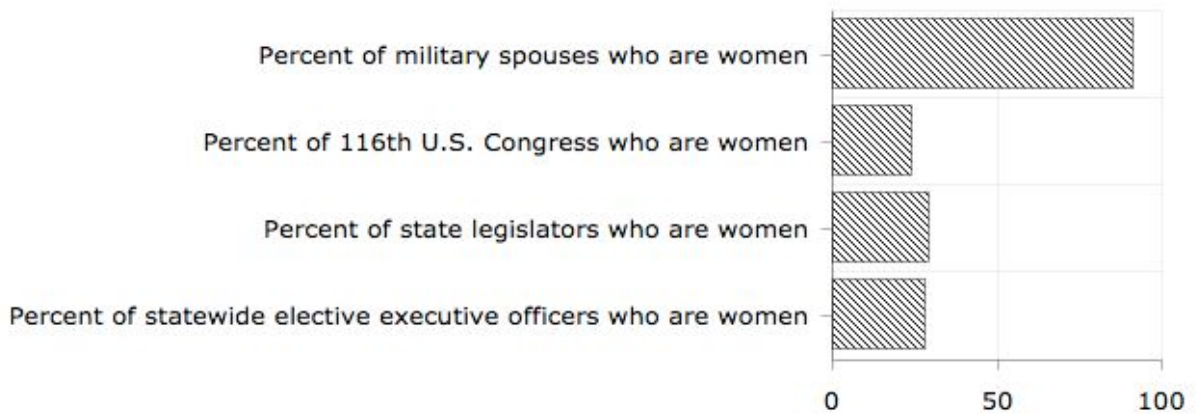 Percent of military spouses who are women
Percent of 116th U.S. Congress who are women
Percent of state legislators who are women
Percent of statewide elective executive officers who are women
0 50 100